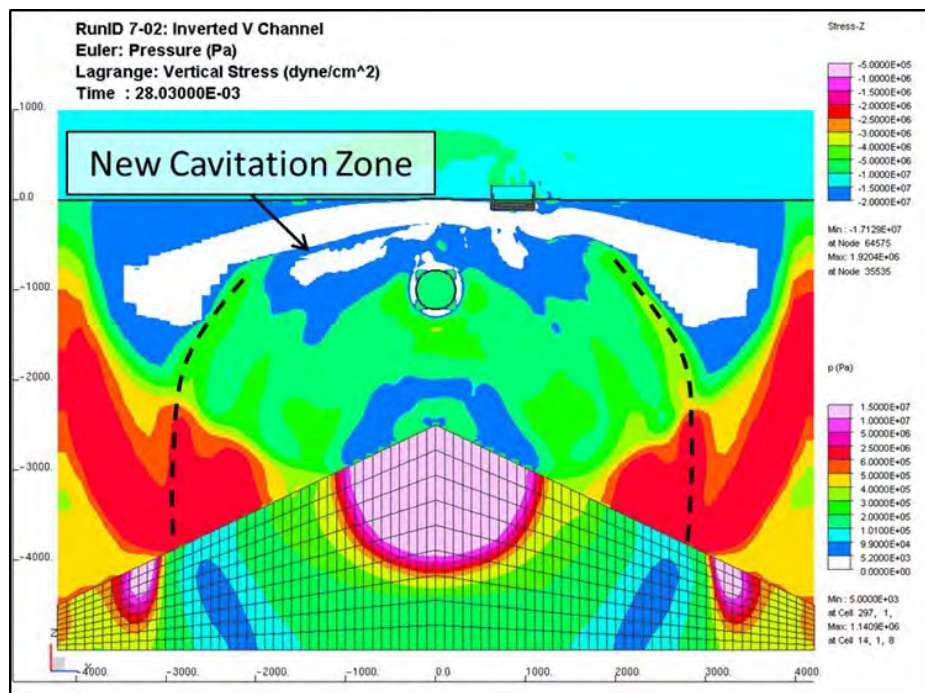 RunID 7-02: Inverted V Channel
Euler: Pressure (Pa)
Lagrange: Vertical Stress (dyne/cm^2)
Time : 28.03000E-03
New Cavitation Zone
1000.
0.0
-1000.
-2000.
-3000.
-4000.
Z
-4000.
-3000.
-2000.
-1000.
0.0
1000.
2000.
3000.
4000.
Stress-Z
-5.0000E+05
-1.0000E+06
-1.5000E+06
-2.0000E+06
-2.5000E+06
-3.0000E+06
-4.0000E+06
-5.0000E+06
-1.0000E+07
-1.5000E+07
-2.0000E+07
Min : -1.7129E+07
at Node 64575
Max: 1.9204E+06
at Node 35535
p (Pa)
1.5000E+07
1.0000E+07
5.0000E+06
2.5000E+06
6.0000E+05
5.0000E+05
4.0000E+05
3.0000E+05
2.0000E+05
1.0100E+05
9.9000E+04
5.2000E+03
0.0000E+00
Min : 5.0000E+03
at Cell 297, 1,
Max: 1.1409E+06
at Cell 14, 1, 8